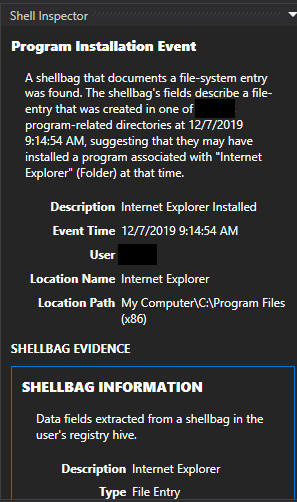 Shell Inspector
Program Installation Event
A shellbag that documents a file-system entry
was found. The shellbag's fields describe a file-
entry that was created in one of
program-related directories at 12/7/2019
9:14:54 AM, suggesting that they may have
installed a program associated with "Internet
Explorer" (Folder) at that time.
Description Internet Explorer Installed
Event Time 12/7/2019 9:14:54 AM
User
Location Name Internet Explorer
Location Path My Computer\C:\Program Files
(x86)
SHELLBAG EVIDENCE
SHELLBAG INFORMATION
Data fields extracted from a shellbag in the
user's registry hive.
Description Internet Explorer
Type File Entry